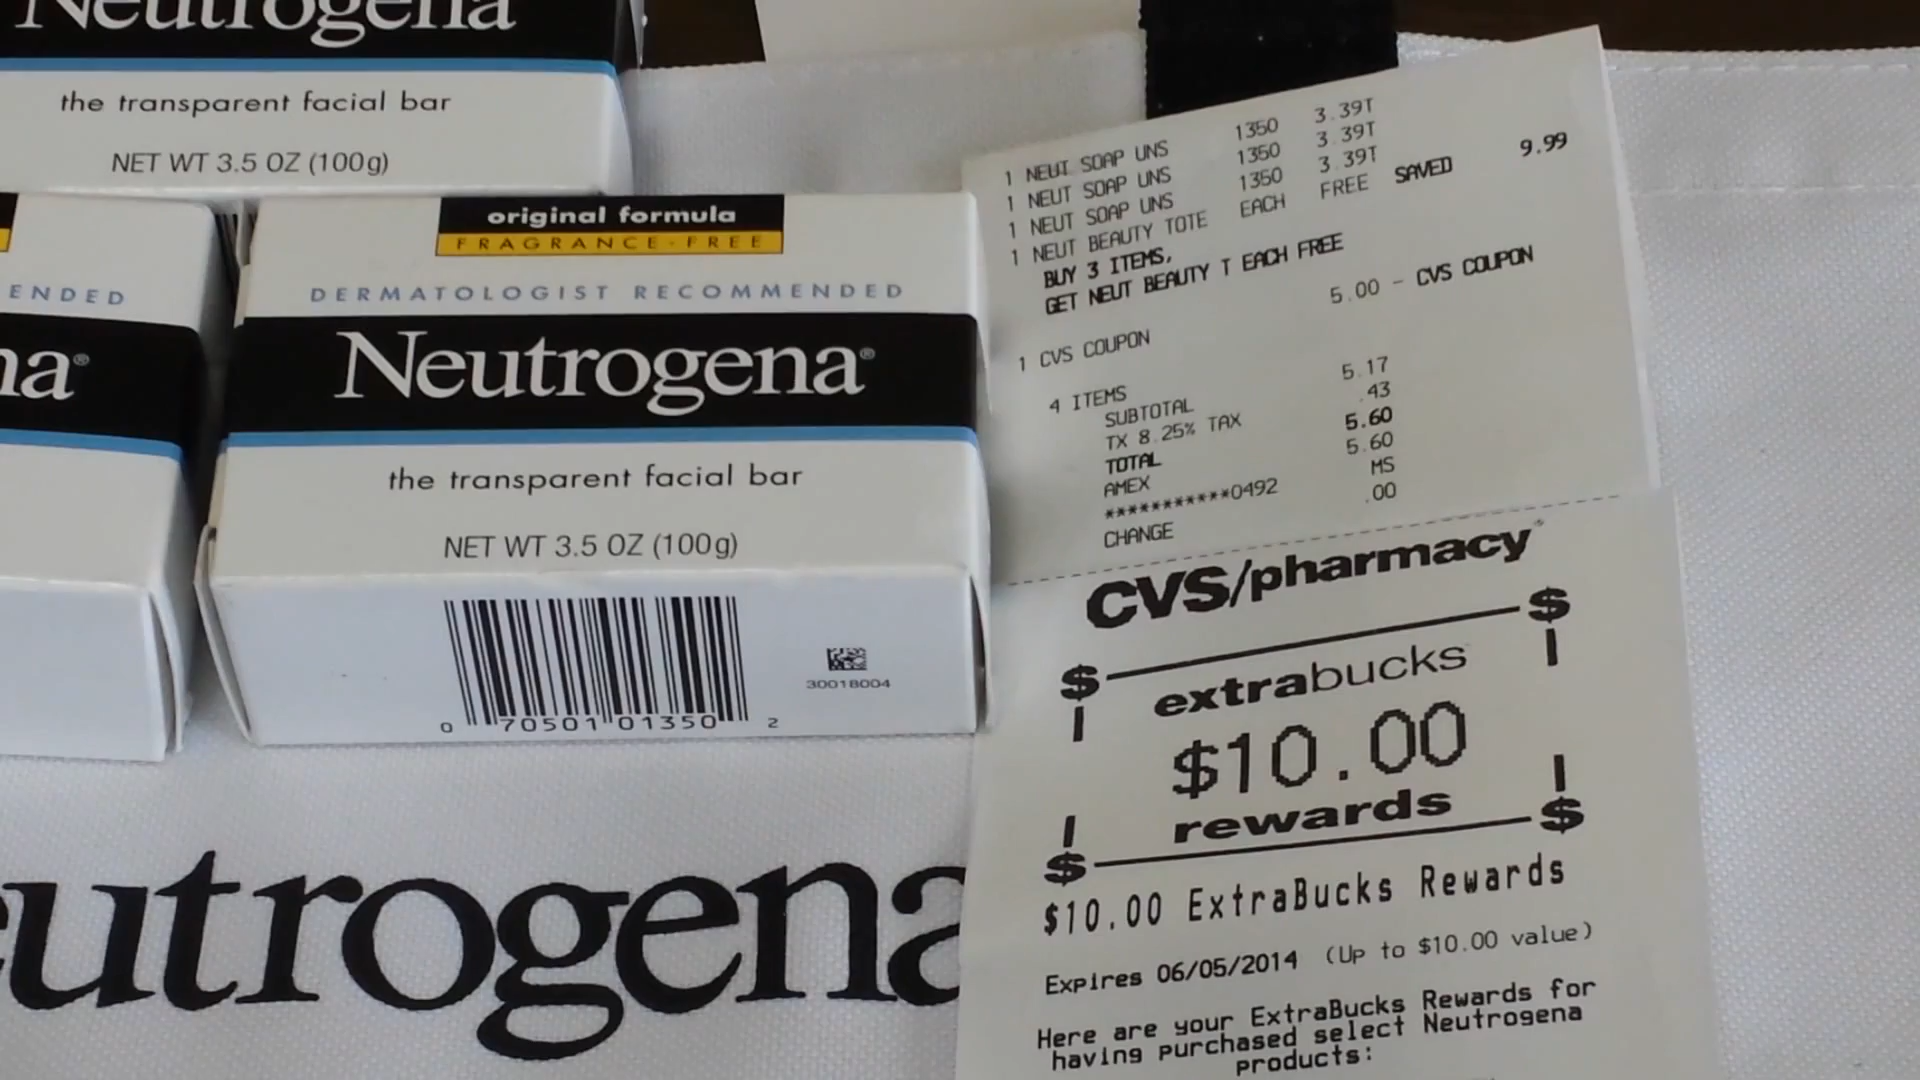 Neutrogena
the transparent facial bar
NET WT 3.5 OZ (100g)
ENDED
na®
original formula
FRAGRANCE-FREE
DERMATOLOGIST RECOMMENDED
Neutrogena®
the transparent facial bar
NET WT 3.5 OZ (100g)
30018004
0 70501 01350 2
eutrogena
1 NEUT SOAP UNS 1350 3.39T
1 NEUT SOAP UNS 1350 3.39T
1 NEUT SOAP UNS 1350 3.39T
1 NEUT BEAUTY TOTE EACH FREE SAVED 9.99
BUY 3 ITEMS,
GET NEUT BEAUTY T EACH FREE
1 CVS COUPON 5.00 - CVS COUPON
4 ITEMS
SUBTOTAL 5.17
TX 8.25% TAX .43
TOTAL 5.60
AMEX 5.60
***********0492 MS
CHANGE .00
CVS/pharmacy
$ $
extrabucks
$10.00
rewards
$ $
$10.00 ExtraBucks Rewards
Expires 06/05/2014 (Up to $10.00 value)
Here are your ExtraBucks Rewards for
having purchased select Neutrogena
products: